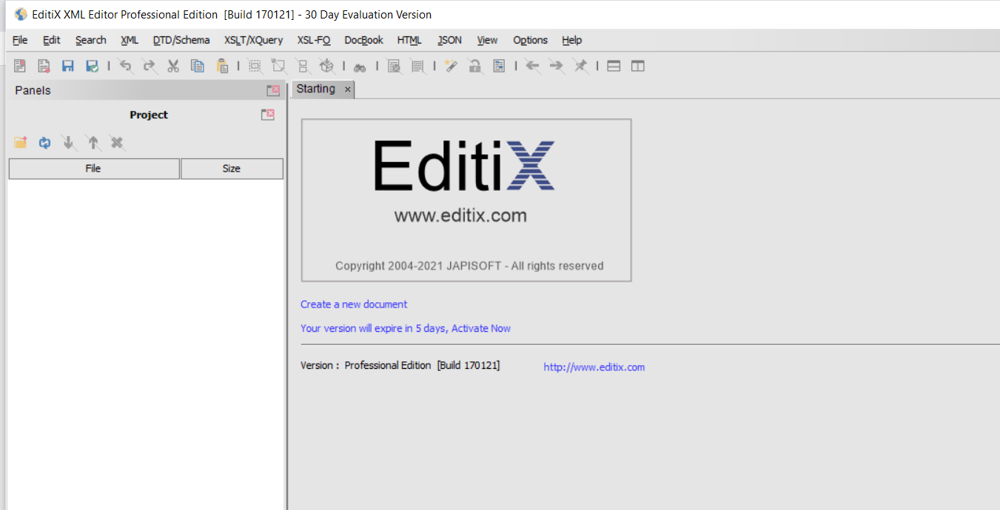 EditiX XML Editor Professional Edition [Build 170121] - 30 Day Evaluation Version
File Edit Search XML DTD/Schema XSLT/XQuery XSL-FO DocBook HTML JSON View Options Help
Panels
Starting ×
Project
File Size
EditiX
www.editix.com
Copyright 2004-2021 JAPISOFT - All rights reserved
Create a new document
Your version will expire in 5 days, Activate Now
Version : Professional Edition [Build 170121] http://www.editix.com